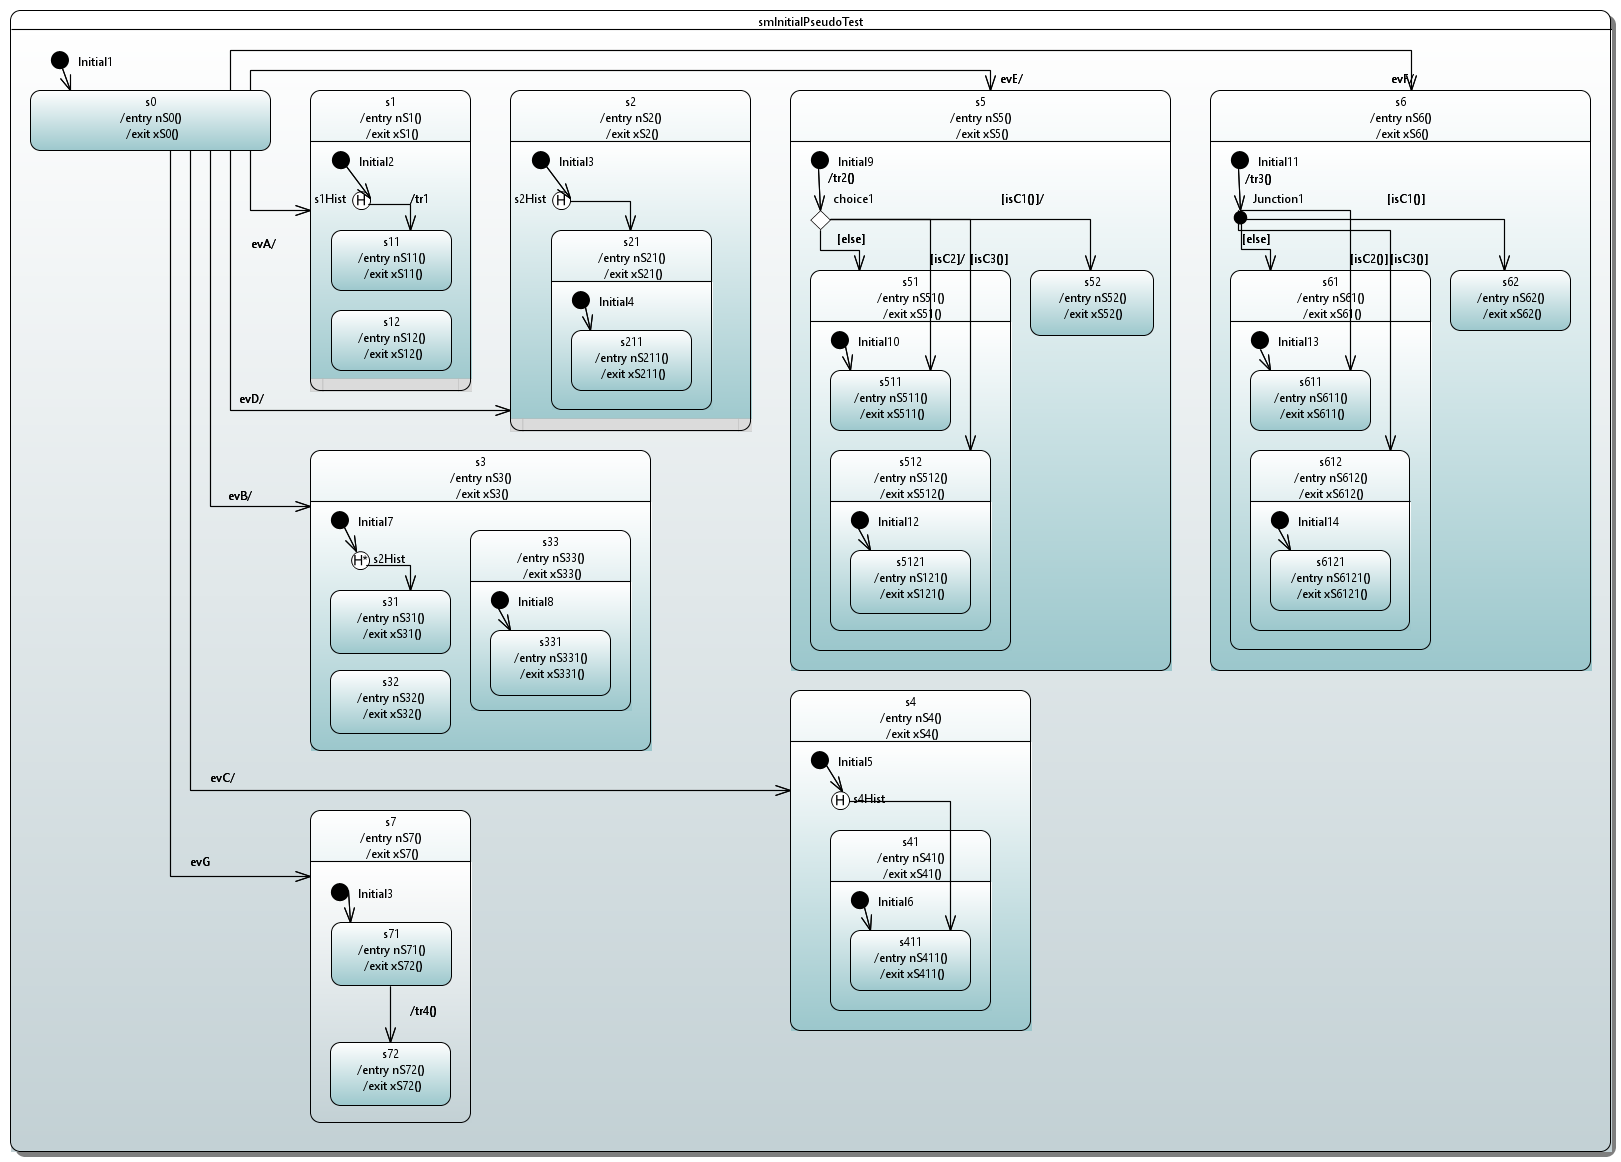 smInitialPseudoTest
Initial1
evE/
evF/
s0
/entry nS0()
/exit xS0()
s1
/entry nS1()
/exit xS1()
Initial2
s1Hist
H
/tr1
s11
/entry nS11()
/exit xS11()
s12
/entry nS12()
/exit xS12()
evA/
s2
/entry nS2()
/exit xS2()
Initial3
s2Hist
H
s21
/entry nS21()
/exit xS21()
Initial4
s211
/entry nS211()
/exit xS211()
evD/
s5
/entry nS5()
/exit xS5()
Initial9
/tr2()
choice1
[isC1()]/
[else]
[isC2]/
[isC3()]
s51
/entry nS51()
/exit xS51()
s52
/entry nS52()
/exit xS52()
Initial10
s511
/entry nS511()
/exit xS511()
s512
/entry nS512()
/exit xS512()
Initial12
s5121
/entry nS121()
/exit xS121()
s6
/entry nS6()
/exit xS6()
Initial11
/tr3()
Junction1
[isC1()]
[else]
[isC2()]
[isC3()]
s61
/entry nS61()
/exit xS61()
s62
/entry nS62()
/exit xS62()
Initial13
s611
/entry nS611()
/exit xS611()
s612
/entry nS612()
/exit xS612()
Initial14
s6121
/entry nS6121()
/exit xS6121()
evB/
s3
/entry nS3()
/exit xS3()
Initial7
H*
s2Hist
s31
/entry nS31()
/exit xS31()
s32
/entry nS32()
/exit xS32()
s33
/entry nS33()
/exit xS33()
Initial8
s331
/entry nS331()
/exit xS331()
evC/
s4
/entry nS4()
/exit xS4()
Initial5
H
s4Hist
s41
/entry nS41()
/exit xS41()
Initial6
s411
/entry nS411()
/exit xS411()
evG
s7
/entry nS7()
/exit xS7()
Initial3
s71
/entry nS71()
/exit xS72()
/tr4()
s72
/entry nS72()
/exit xS72()